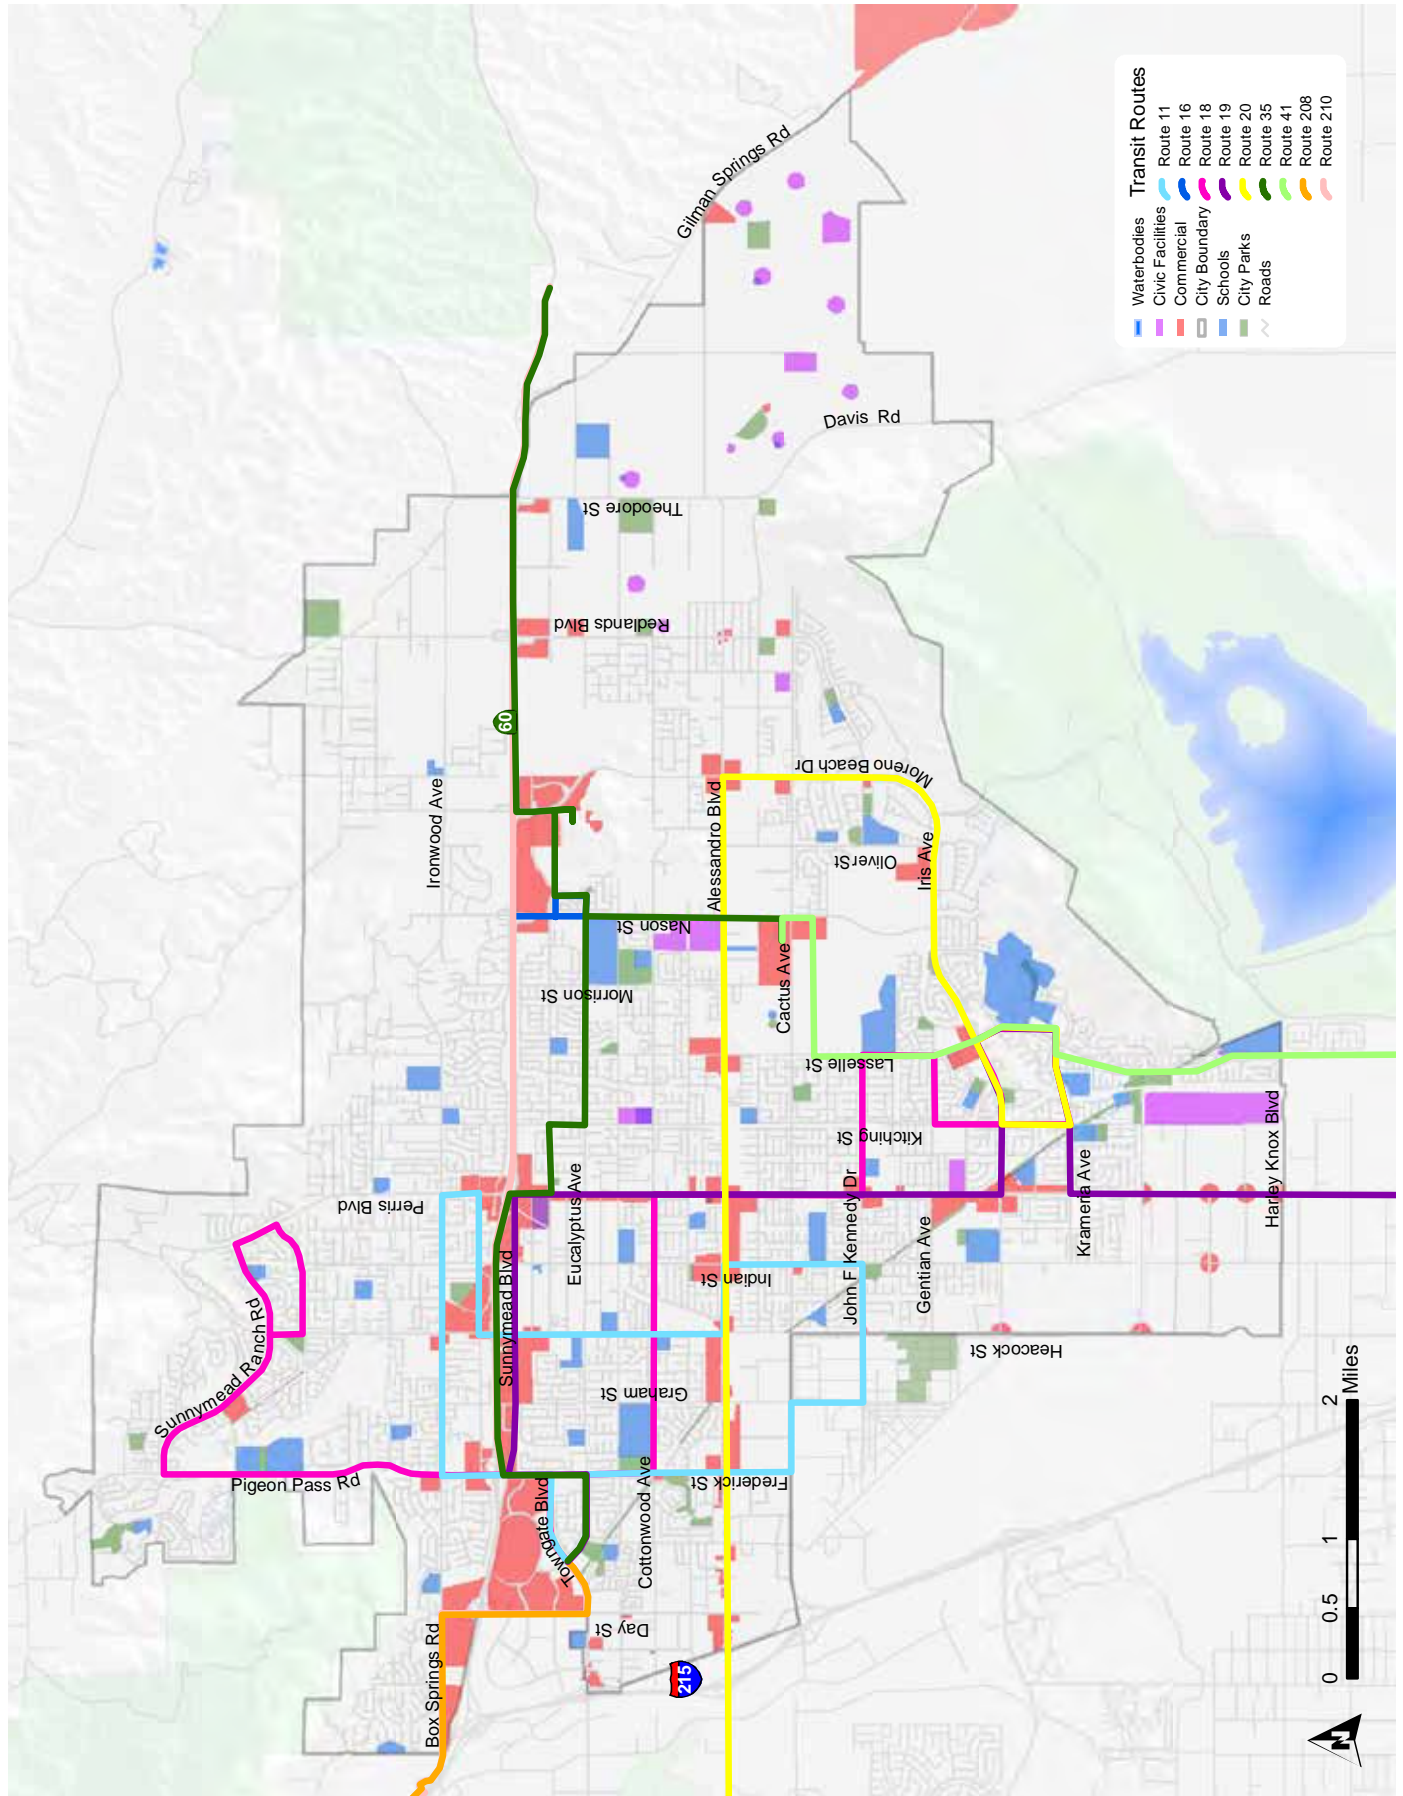 Gilman Springs Rd
Davis Rd
Theodore St
Redlands Blvd
60
Ironwood Ave
Moreno Beach Dr
Alessandro Blvd
Oliver St
Iris Ave
Nason St
Cactus Ave
Morrison St
Lasselle St
Kitching St
Perris Blvd
Eucalyptus Ave
John F Kennedy Dr
Gentian Ave
Krameria Ave
Harley Knox Blvd
Sunnymead Blvd
Indian St
Sunnymead Ranch Rd
Heacock St
Graham St
Pigeon Pass Rd
Frederick St
Towngate Blvd
Cottonwood Ave
Day St
Box Springs Rd
215
Waterbodies
Civic Facilities
Commercial
City Boundary
Schools
City Parks
Roads
Transit Routes
Route 11
Route 16
Route 18
Route 19
Route 20
Route 35
Route 41
Route 208
Route 210
0 0.5 1 2
Miles
N